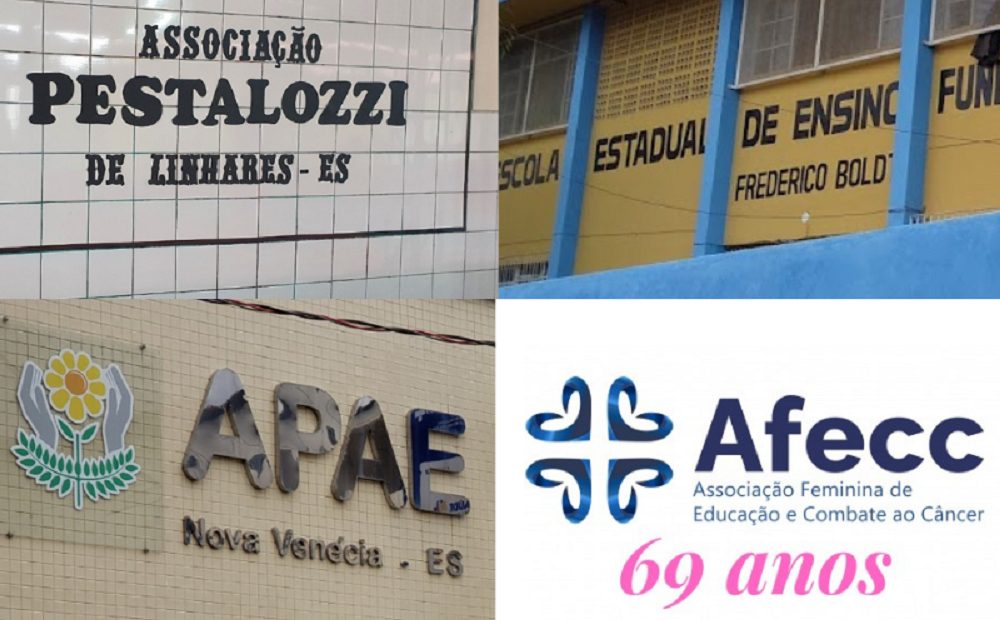 ASSOCIAÇÃO
PESTALOZZI
DE LINHARES - ES
ESCOLA ESTADUAL DE ENSINO FUN
FREDERICO BOLDT
APAE
Nova Venécia - ES
Afecc
Associação Feminina de
Educação e Combate ao Câncer
69 anos